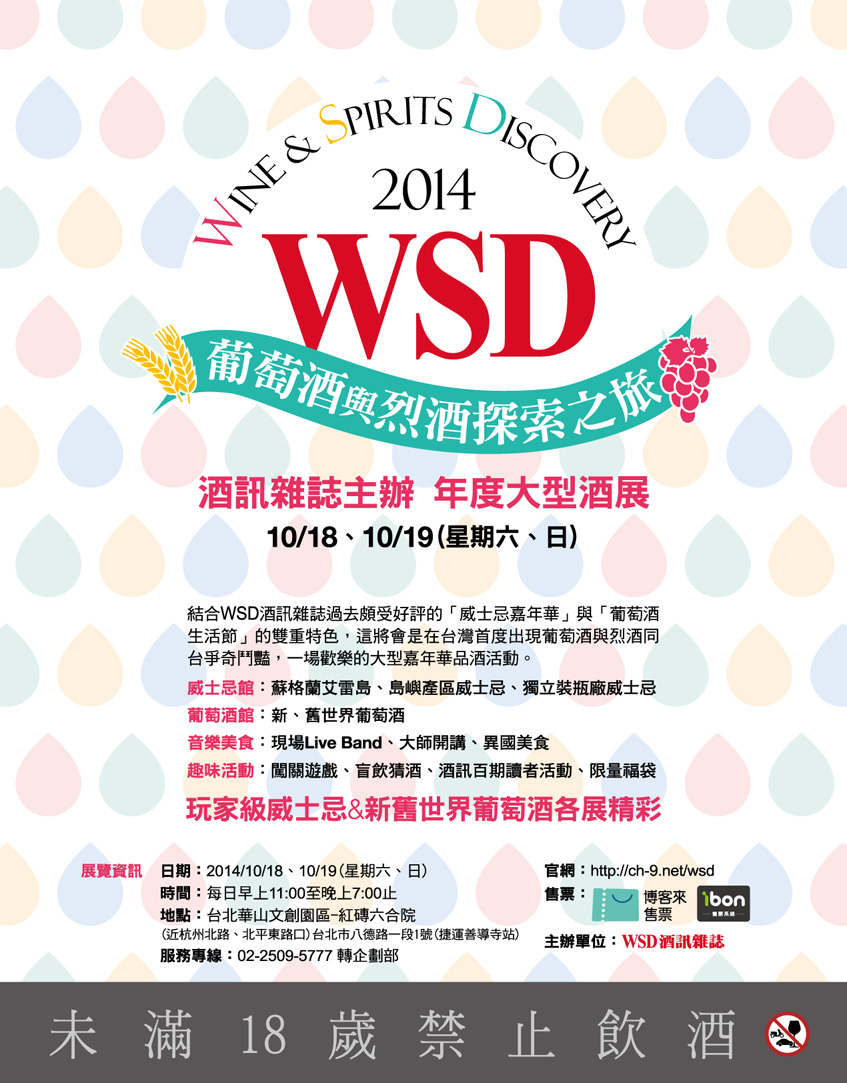 WINE & SPIRITS DISCOVERY
2014
WSD
葡萄酒與烈酒探索之旅
酒訊雜誌主辦 年度大型酒展
10/18、10/19(星期六、日)
結合WSD酒訊雜誌過去頗受好評的「威士忌嘉年華」與「葡萄酒
生活節」的雙重特色，這將會是在台灣首度出現葡萄酒與烈酒同
台爭奇鬥豔，一場歡樂的大型嘉年華品酒活動。
威士忌館：蘇格蘭艾雷島、島嶼產區威士忌、獨立裝瓶廠威士忌
葡萄酒館：新、舊世界葡萄酒
音樂美食：現場Live Band、大師開講、異國美食
趣味活動：闖關遊戲、盲飲猜酒、酒訊百期讀者活動、限量福袋
玩家級威士忌&新舊世界葡萄酒各展精彩
展覽資訊 日期：2014/10/18、10/19(星期六、日)
時間：每日早上11:00至晚上7:00止
地點：台北華山文創園區-紅磚六合院
(近杭州北路、北平東路口)台北市八德路一段1號(捷運善導寺站)
服務專線：02-2509-5777 轉企劃部
官網：http://ch-9.net/wsd
售票： 博客來
售票
ibon
售票系統
主辦單位：WSD酒訊雜誌
未滿18歲禁止飲酒